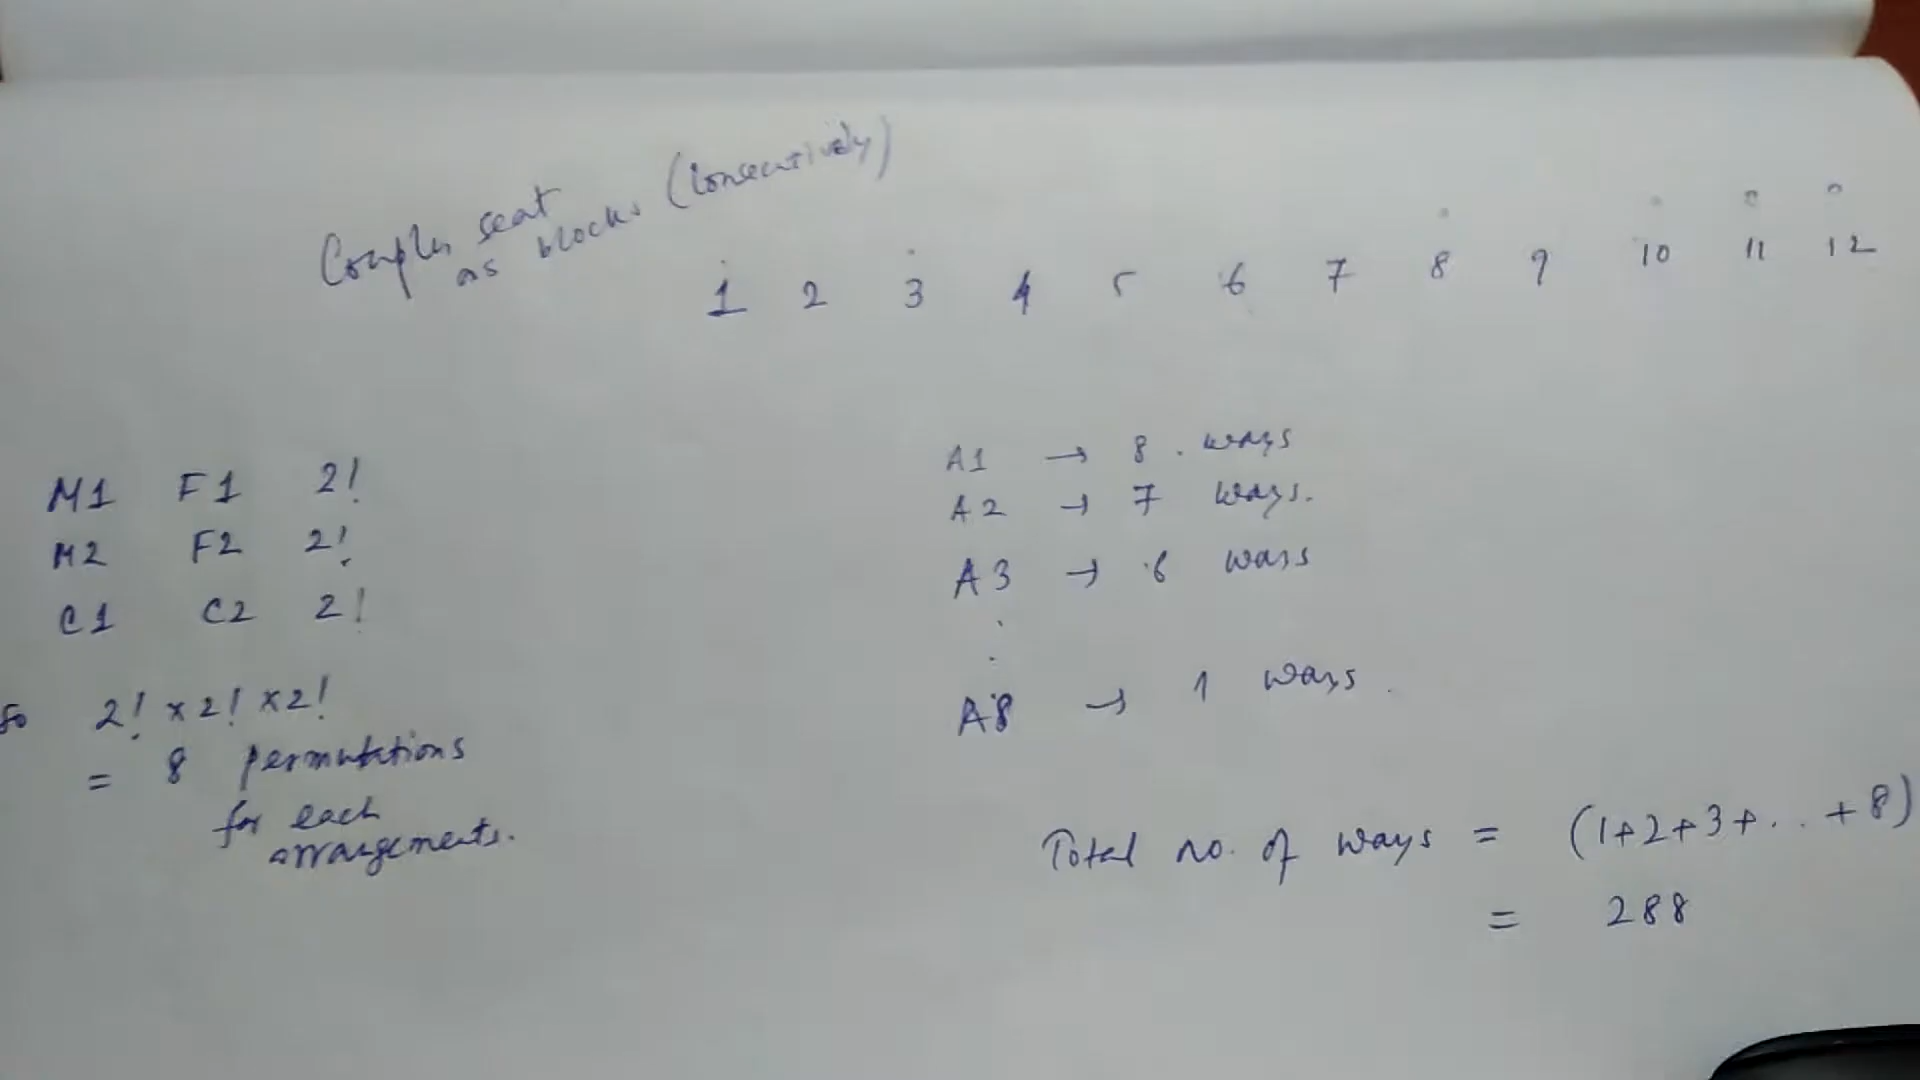 Couples seat
as blocks (consecutively)
1 2 3 4 5 6 7 8 9 10 11 12
M1 F1 2!
M2 F2 2!
C1 C2 2!
So 2! x 2! x 2!
= 8 permutations
for each
arrangements.
A1 → 8 . ways
A2 → 7 ways.
A3 → 6 ways
.
.
A8 → 1 ways.
Total no. of ways = (1+2+3+...+8)
= 288